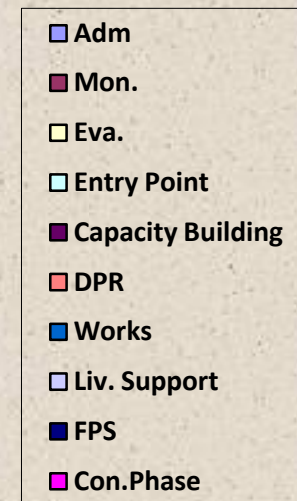 Adm
Mon.
Eva.
Entry Point
Capacity Building
DPR
Works
Liv. Support
FPS
Con.Phase